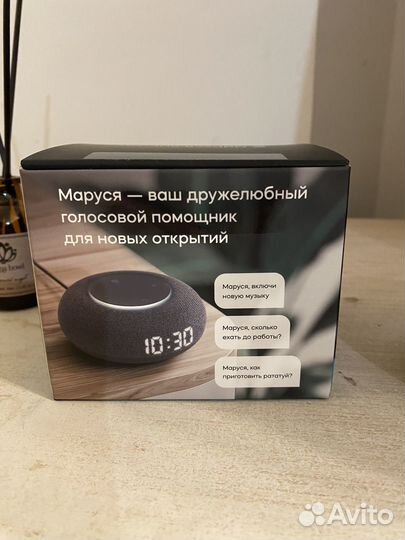 Маруся — ваш дружелюбный
голосовой помощник
для новых открытий
Маруся, включи
новую музыку
Маруся, сколько
ехать до работы?
Маруся, как
приготовить рататуй?
10:30
Avito